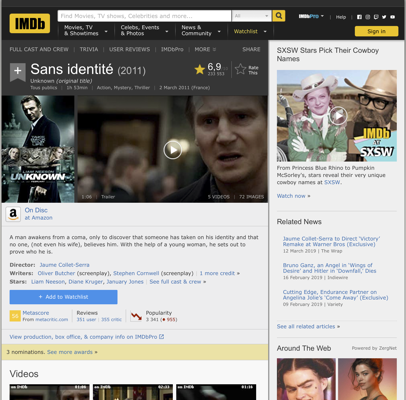 IMDb
Find Movies, TV shows, Celebrities and more...
All
Movies, TV
& Showtimes
Celebs, Events
& Photos
News &
Community
Watchlist
IMDbPro
Help
Sign in
FULL CAST AND CREW | TRIVIA | USER REVIEWS | IMDbPro | MORE
SHARE
Sans identité (2011)
Unknown (original title)
Tous publics | 1h 53min | Action, Mystery, Thriller | 2 March 2011 (France)
6,9
Rate
This
UNKNOWN
1:06 | Trailer
5 VIDEOS | 72 IMAGES
On Disc
at Amazon
A man awakens from a coma, only to discover that someone has taken on his identity and that
no one, (not even his wife), believes him. With the help of a young woman, he sets out to
prove who he is.
Director: Jaume Collet-Serra
Writers: Oliver Butcher (screenplay), Stephen Cornwell (screenplay) | 1 more credit »
Stars: Liam Neeson, Diane Kruger, January Jones | See full cast & crew »
+ Add to Watchlist
Metascore
From metacritic.com
Reviews
351 user | 355 critic
Popularity
3 341 (955)
View production, box office, & company info on IMDbPro
3 nominations. See more awards »
Videos
SXSW Stars Pick Their Cowboy
Names
IMDb
AT
SXSW
From Princess Blue Rhino to Pumpkin
McSorley, the stars reveal their very
unique cowboy names at SXSW.
Watch now »
Related News
Jaume Collet-Serra to Direct 'Victory'
Remake at Warner Bros (Exclusive)
12 March 2019 | The Wrap
Bruno Ganz, an Angel in 'Wings of
Desire' and Hitler in 'Downfall,' Dies
16 February 2019 | Indiewire
Cutting Edge, Endurance Partner on
Angelina Jolie's 'Come Away' (Exclusive)
09 February 2019 | Variety
See all related articles »
Around The Web
Powered by ZergNet